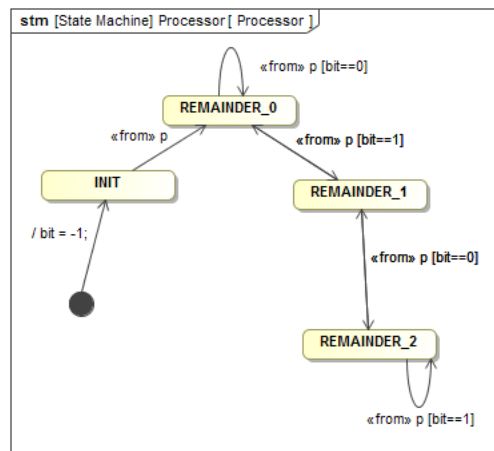 stm [State Machine] Processor [ Processor ]
«from» p [bit==0]
REMAINDER_0
«from» p
«from» p [bit==1]
INIT
REMAINDER_1
/ bit = -1;
«from» p [bit==0]
REMAINDER_2
«from» p [bit==1]